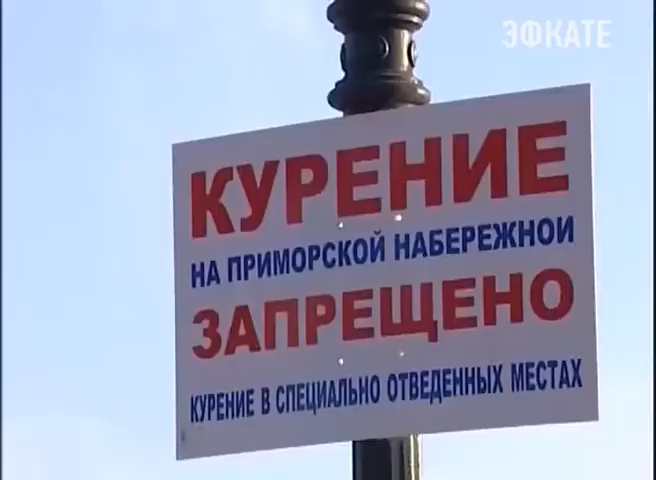 ЭФКАТЕ
КУРЕНИЕ
НА ПРИМОРСКОЙ НАБЕРЕЖНОЙ
ЗАПРЕЩЕНО
КУРЕНИЕ В СПЕЦИАЛЬНО ОТВЕДЕННЫХ МЕСТАХ